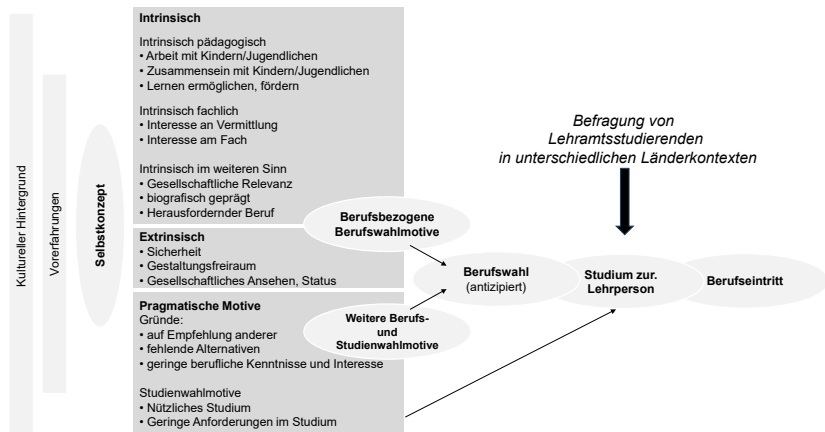 Kultureller Hintergrund
Vorerfahrungen
Selbstkonzept
Intrinsisch
Intrinsisch pädagogisch
• Arbeit mit Kindern/Jugendlichen
• Zusammensein mit Kindern/Jugendlichen
• Lernen ermöglichen, fördern
Intrinsisch fachlich
• Interesse an Vermittlung
• Interesse am Fach
Intrinsisch im weiteren Sinn
• Gesellschaftliche Relevanz
• biografisch geprägt
• Herausfordernder Beruf
Extrinsisch
• Sicherheit
• Gestaltungsfreiraum
• Gesellschaftliches Ansehen, Status
Pragmatische Motive
Gründe:
• auf Empfehlung anderer
• fehlende Alternativen
• geringe berufliche Kenntnisse und Interesse
Studienwahlmotive
• Nützliches Studium
• Geringe Anforderungen im Studium
Berufsbezogene
Berufswahlmotive
Weitere Berufs-
und
Studienwahlmotive
Berufswahl
(antizipiert)
Befragung von
Lehramtsstudierenden
in unterschiedlichen Länderkontexten
Studium zur.
Lehrperson
Berufseintritt